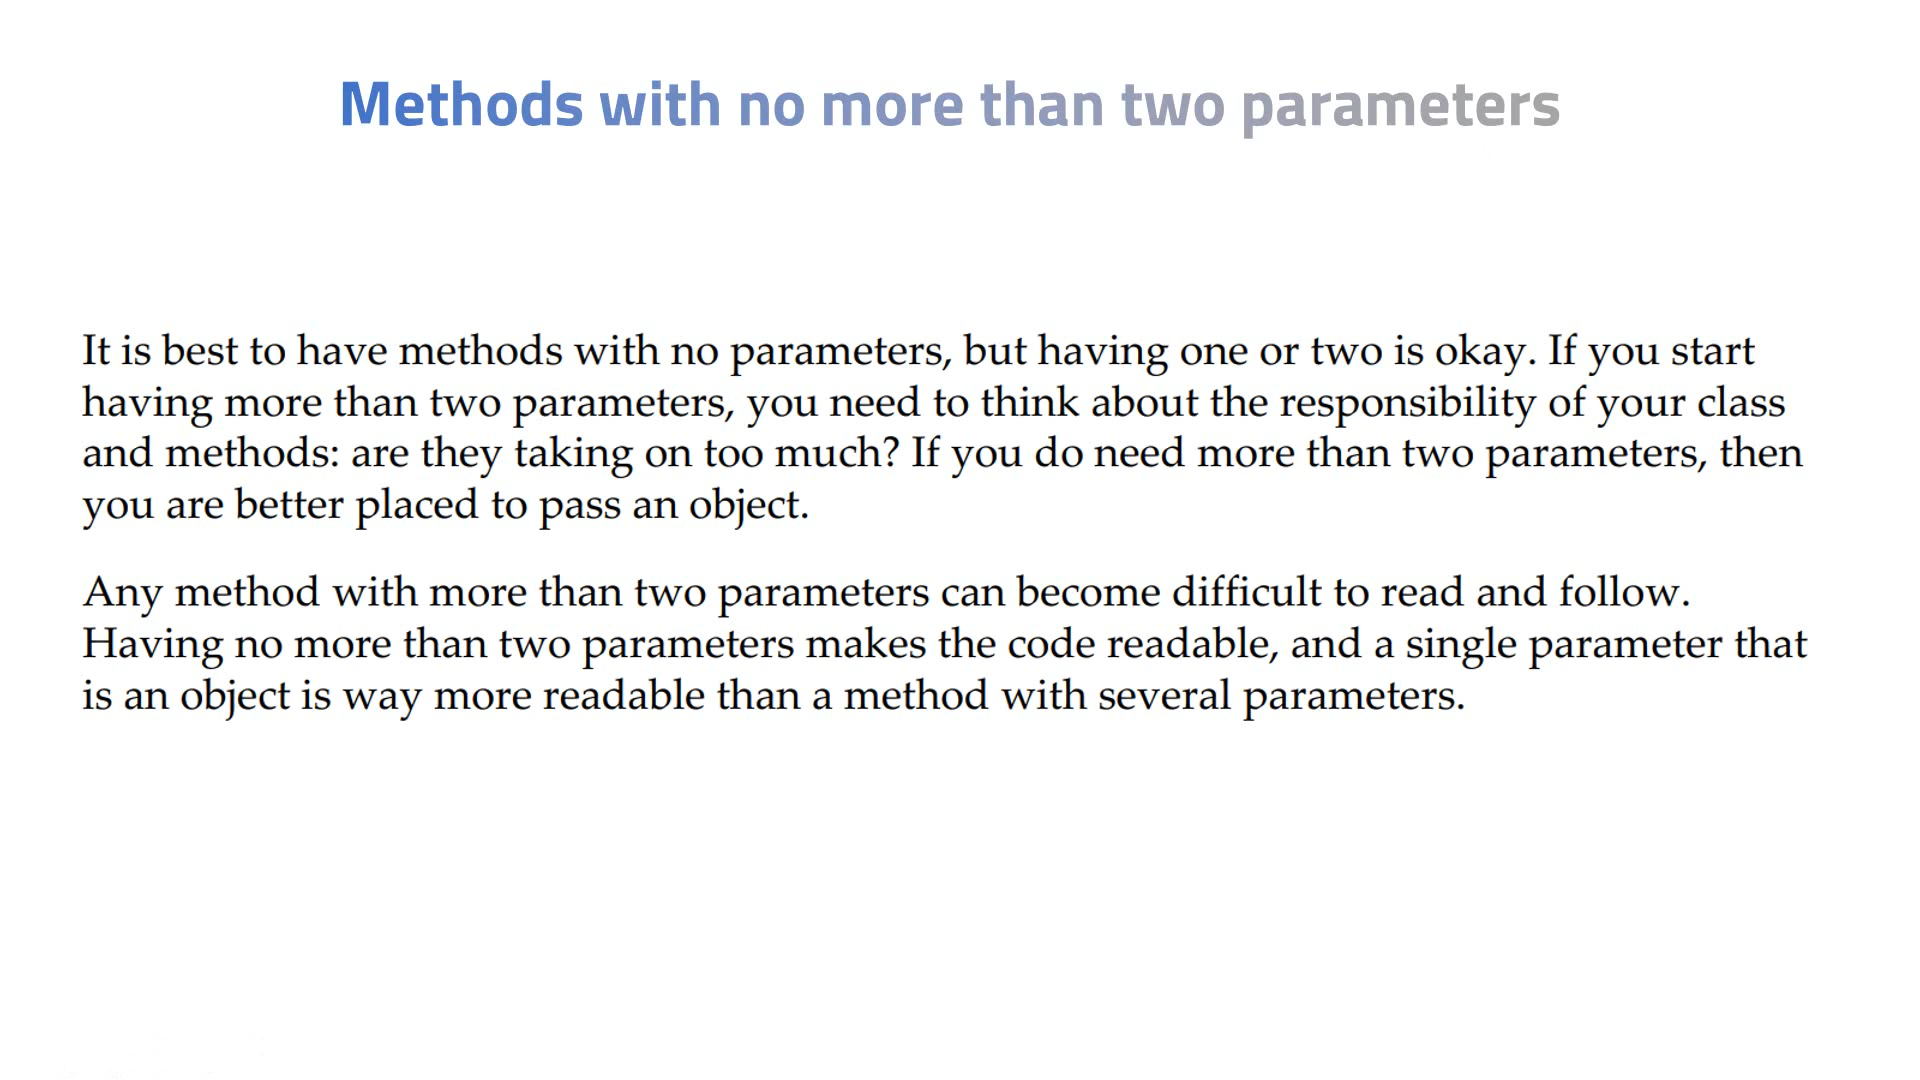 Methods with no more than two parameters
It is best to have methods with no parameters, but having one or two is okay. If you start
having more than two parameters, you need to think about the responsibility of your class
and methods: are they taking on too much? If you do need more than two parameters, then
you are better placed to pass an object.
Any method with more than two parameters can become difficult to read and follow.
Having no more than two parameters makes the code readable, and a single parameter that
is an object is way more readable than a method with several parameters.